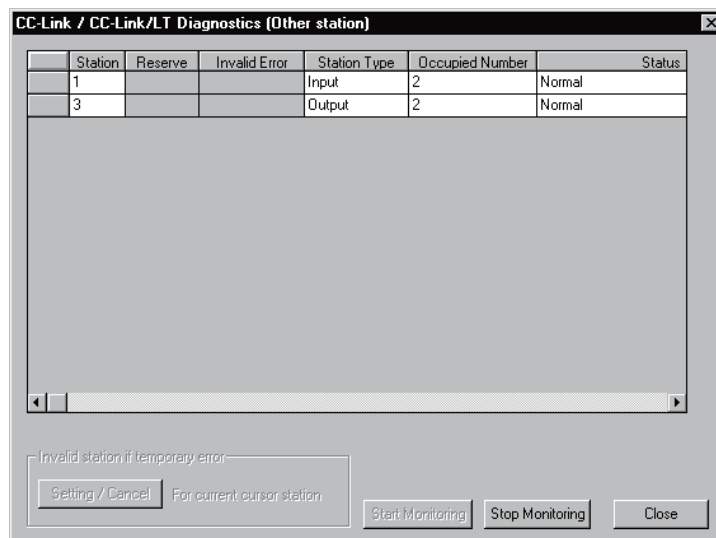 CC-Link / CC-Link/LT Diagnostics (Other station)
Station Reserve Invalid Error Station Type Occupied Number Status
1 Input 2 Normal
3 Output 2 Normal
Invalid station if temporary error
Setting / Cancel For current cursor station
Start Monitoring Stop Monitoring Close